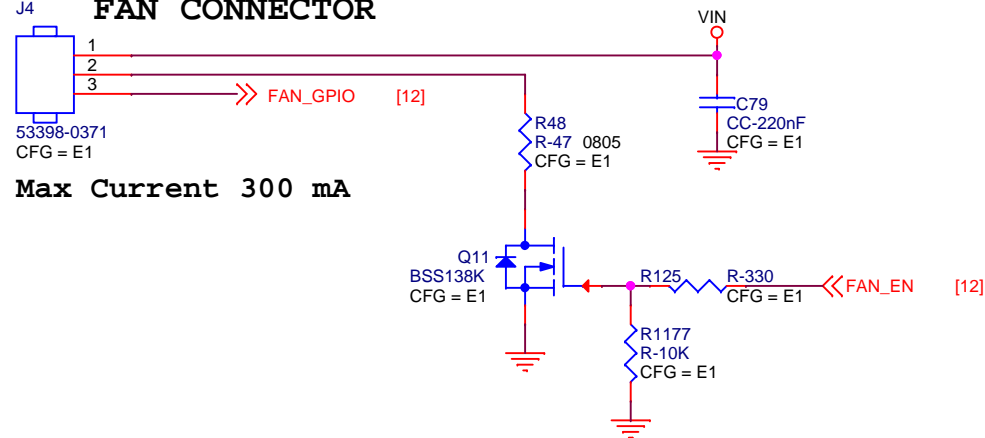 J4 FAN CONNECTOR
VIN
1
2
3
FAN_GPIO [12]
53398-0371
CFG = E1
C79
CC-220nF
CFG = E1
R48
R-47 0805
CFG = E1
Max Current 300 mA
Q11
BSS138K
CFG = E1
R125 R-330
CFG = E1
FAN_EN [12]
R1177
R-10K
CFG = E1